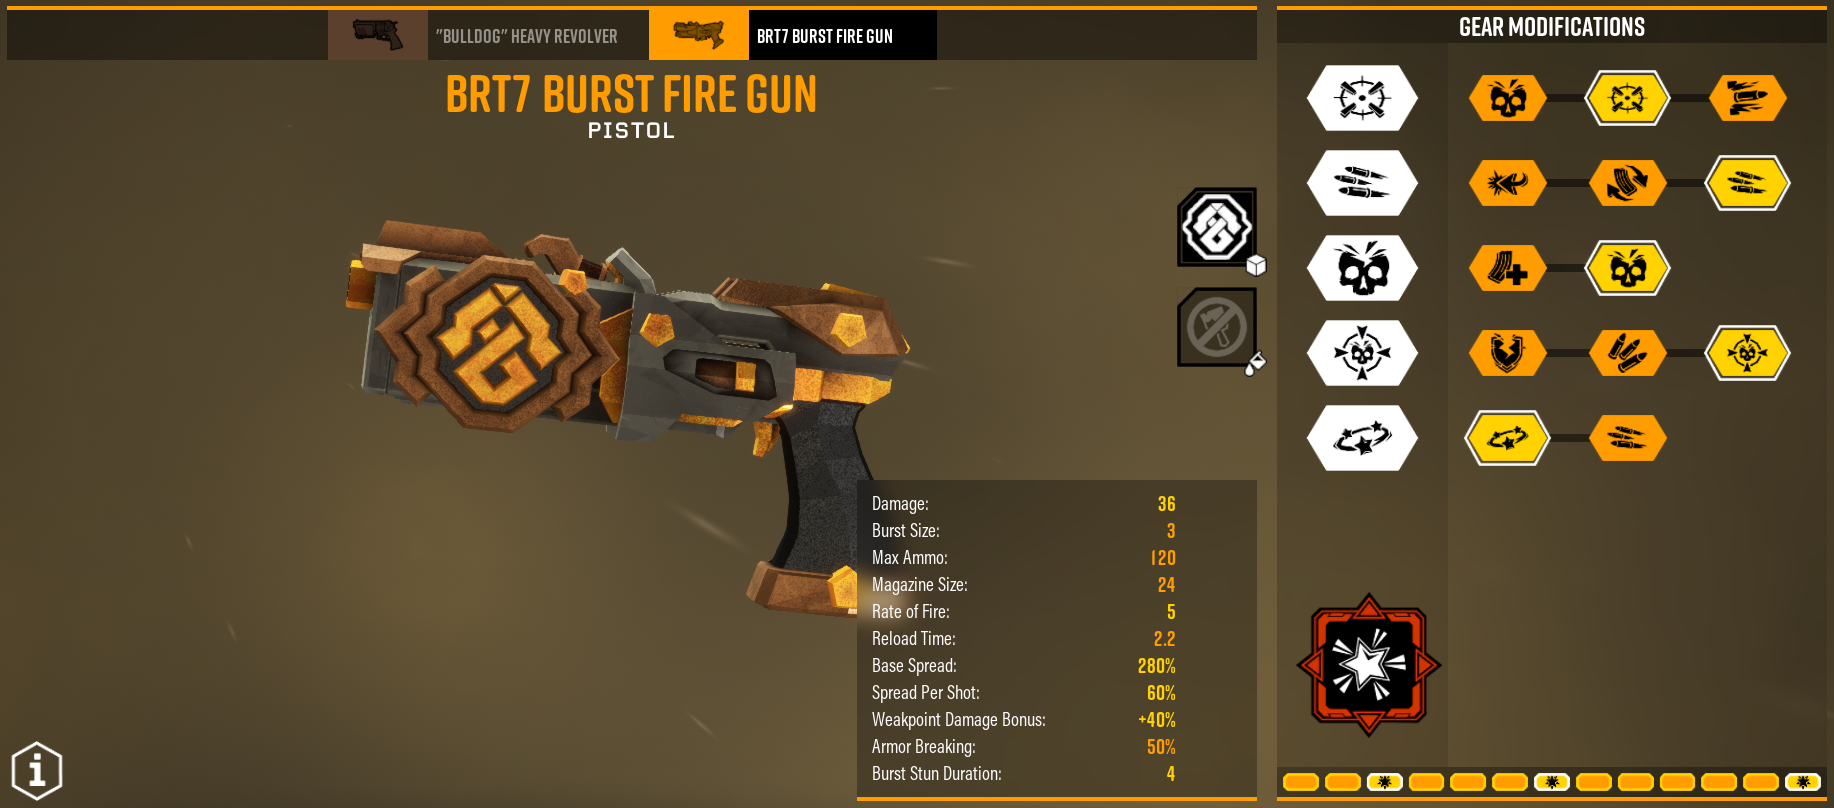 "BULLDOG" HEAVY REVOLVER
BRT7 BURST FIRE GUN
GEAR MODIFICATIONS
BRT7 BURST FIRE GUN
PISTOL
Damage: 36
Burst Size: 3
Max Ammo: 120
Magazine Size: 24
Rate of Fire: 5
Reload Time: 2.2
Base Spread: 280%
Spread Per Shot: 60%
Weakpoint Damage Bonus: +40%
Armor Breaking: 50%
Burst Stun Duration: 4